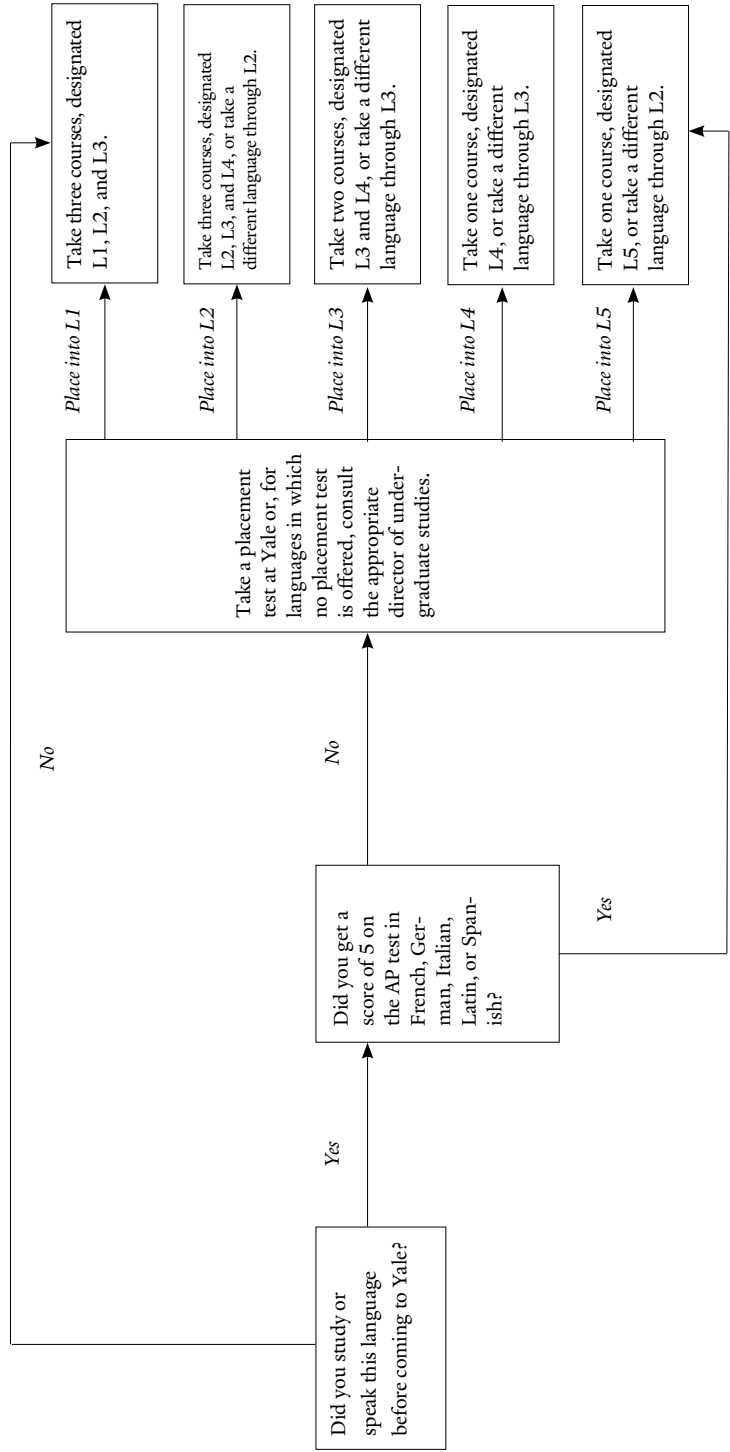 Did you study or
speak this language
before coming to Yale?
No
Yes
Did you get a
score of 5 on
the AP test in
French, Ger-
man, Italian,
Latin, or Span-
ish?
No
Yes
Take a placement
test at Yale or, for
languages in which
no placement test
is offered, consult
the appropriate
director of under-
graduate studies.
Place into L1
Take three courses, designated
L1, L2, and L3.
Place into L2
Take three courses, designated
L2, L3, and L4, or take a
different language through L2.
Place into L3
Take two courses, designated
L3 and L4, or take a different
language through L3.
Place into L4
Take one course, designated
L4, or take a different
language through L3.
Place into L5
Take one course, designated
L5, or take a different
language through L2.